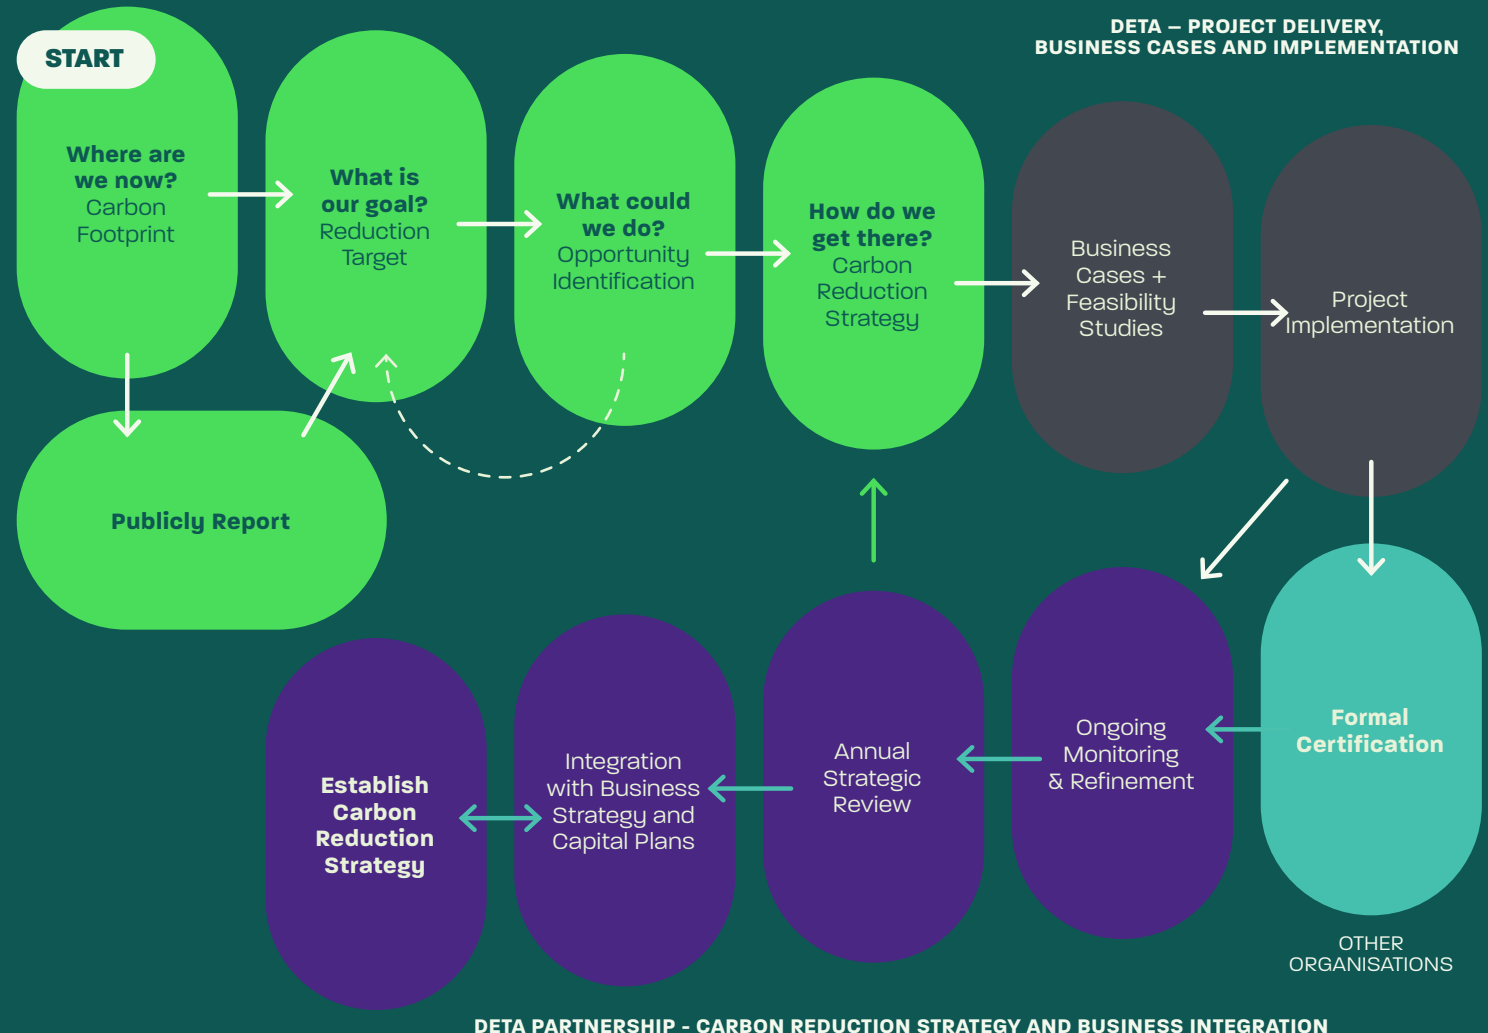 START
DETA – PROJECT DELIVERY,
BUSINESS CASES AND IMPLEMENTATION
Where are
we now?
Carbon
Footprint
What is
our goal?
Reduction
Target
What could
we do?
Opportunity
Identification
How do we
get there?
Carbon
Reduction
Strategy
Business
Cases +
Feasibility
Studies
Project
Implementation
Publicly Report
Establish
Carbon
Reduction
Strategy
Integration
with Business
Strategy and
Capital Plans
Annual
Strategic
Review
Ongoing
Monitoring
& Refinement
Formal
Certification
OTHER
ORGANISATIONS
DETA PARTNERSHIP - CARBON REDUCTION STRATEGY AND BUSINESS INTEGRATION